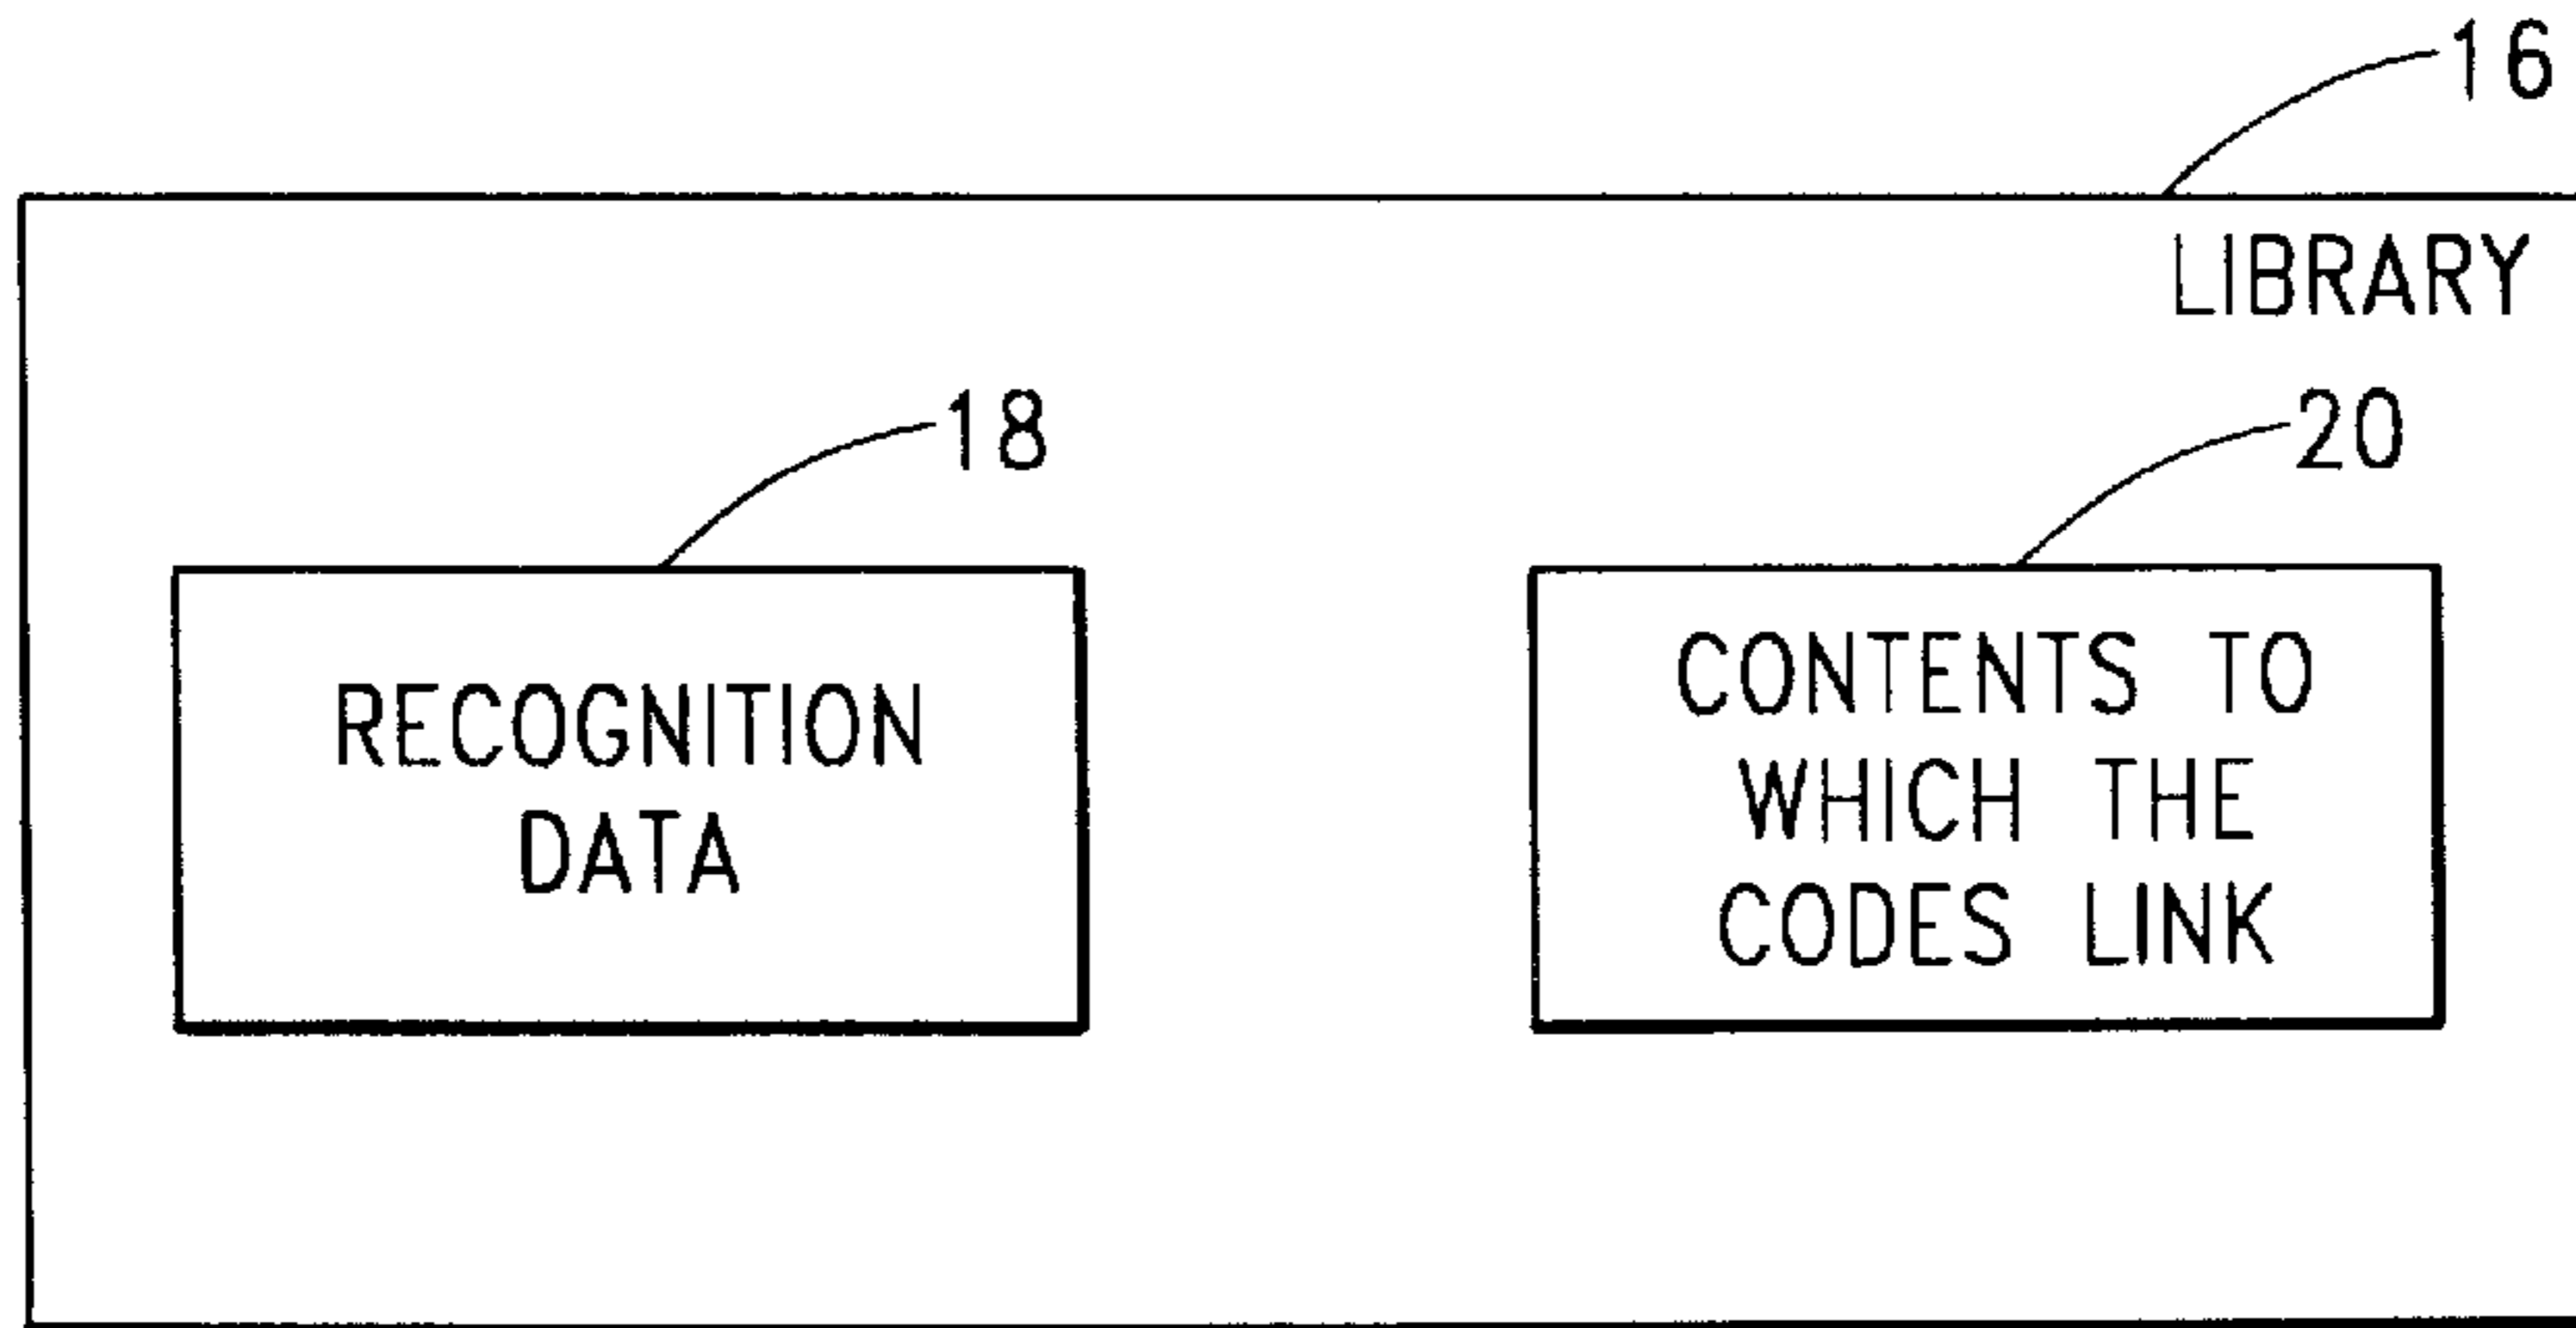 16
LIBRARY
18
20
RECOGNITION
DATA
CONTENTS TO
WHICH THE
CODES LINK